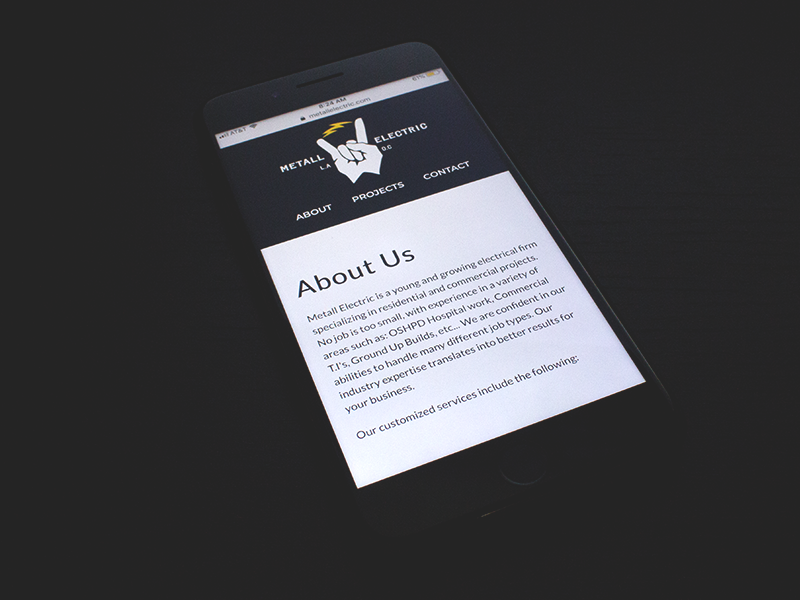 AT&T
8:24 AM
61%
metallelectric.com
METALL ELECTRIC
L.A O.C
ABOUT PROJECTS CONTACT
About Us
Metall Electric is a young and growing electrical firm
specializing in residential and commercial projects.
No job is too small, with experience in a variety of
areas such as: OSHPD Hospital work, Commercial
T.I's, Ground Up Builds, etc... We are confident in our
abilities to handle many different job types. Our
industry expertise translates into better results for
your business.
Our customized services include the following: